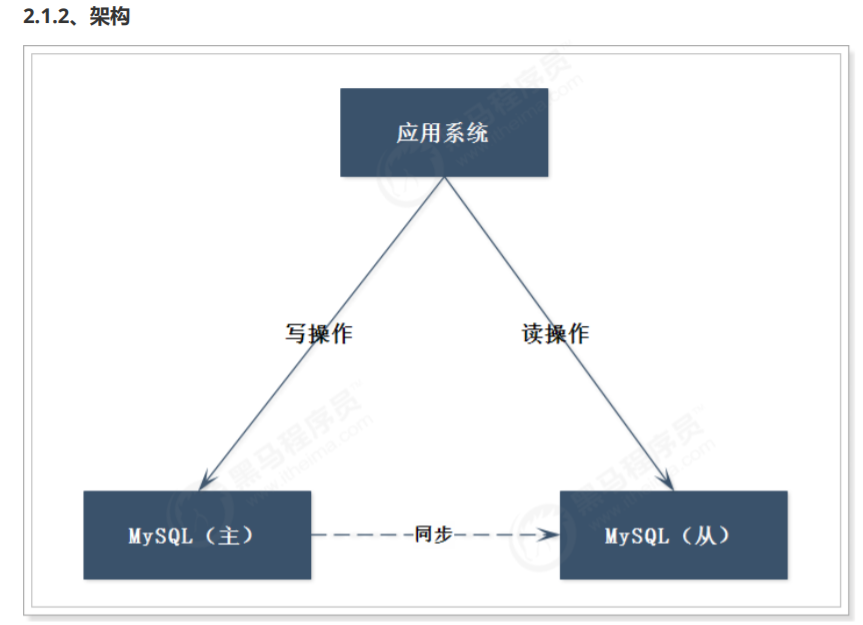 2.1.2、架构
应用系统
写操作
读操作
MySQL（主）
同步
MySQL（从）
黑马程序员
www.itheima.com
黑马程序员
www.itheima.com
黑马程序员
www.itheima.com